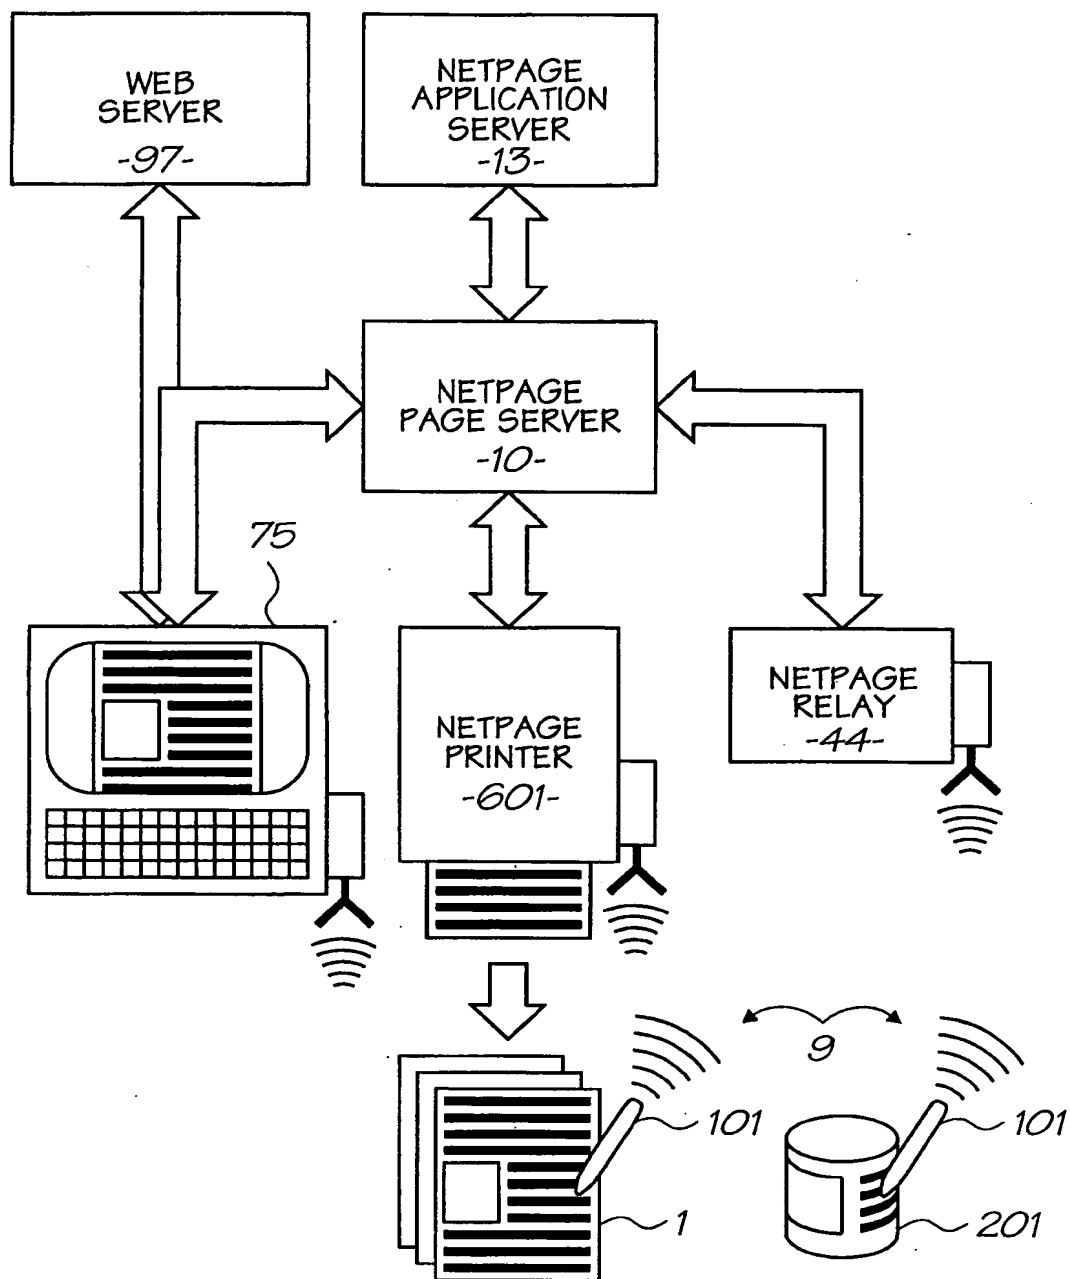 WEB
SERVER
-97-
NETPAGE
APPLICATION
SERVER
-13-
NETPAGE
PAGE SERVER
-10-
75
NETPAGE
PRINTER
-601-
NETPAGE
RELAY
-44-
9
101
101
1
201